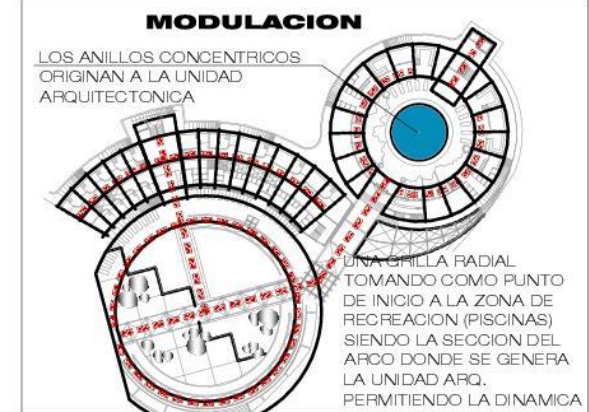 MODULACION
LOS ANILLOS CONCENTRICOS
ORIGINAN A LA UNIDAD
ARQUITECTONICA
UNA GRILLA RADIAL
TOMANDO COMO PUNTO
DE INICIO A LA ZONA DE
RECREACION (PISCINAS)
SIENDO LA SECCION DEL
ARCO DONDE SE GENERA
LA UNIDAD ARQ.
PERMITIENDO LA DINAMICA